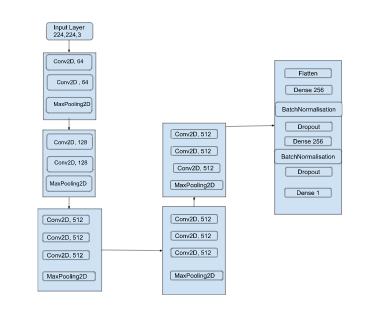 Input Layer
224,224,3
Conv2D, 64
Conv2D , 64
MaxPooling2D
Conv2D, 128
Conv2D, 128
MaxPooling2D
Conv2D, 512
Conv2D, 512
Conv2D, 512
MaxPooling2D
Conv2D, 512
Conv2D, 512
Conv2D, 512
MaxPooling2D
Conv2D, 512
Conv2D, 512
Conv2D, 512
MaxPooling2D
Flatten
Dense 256
BatchNormalisation
Dropout
Dense 256
BatchNormalisation
Dropout
Dense 1